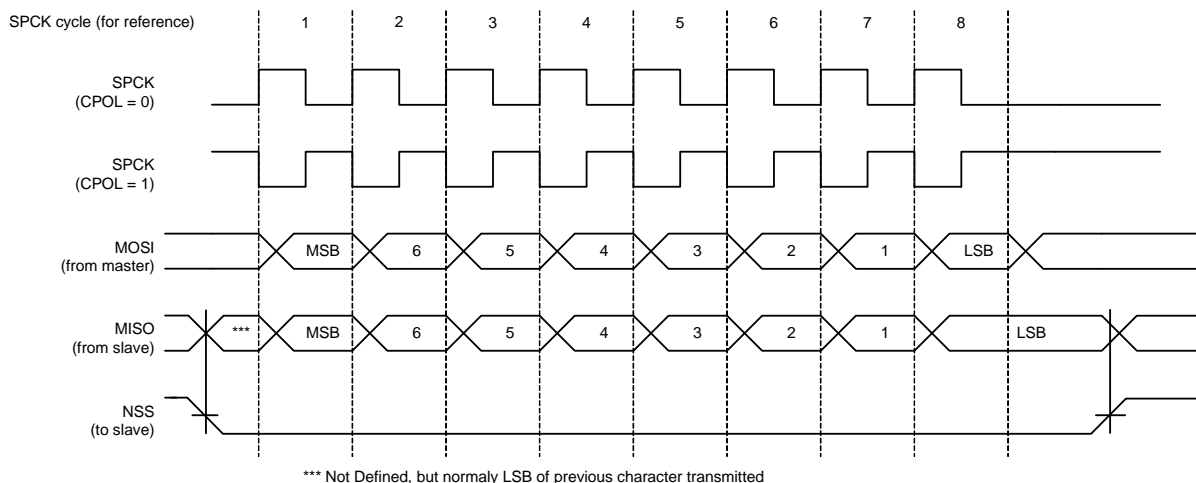 SPCK cycle (for reference) 1 2 3 4 5 6 7 8
SPCK
(CPOL = 0)
SPCK
(CPOL = 1)
MOSI
(from master)
MSB 6 5 4 3 2 1 LSB
MISO
(from slave)
*** MSB 6 5 4 3 2 1 LSB
NSS
(to slave)
*** Not Defined, but normaly LSB of previous character transmitted